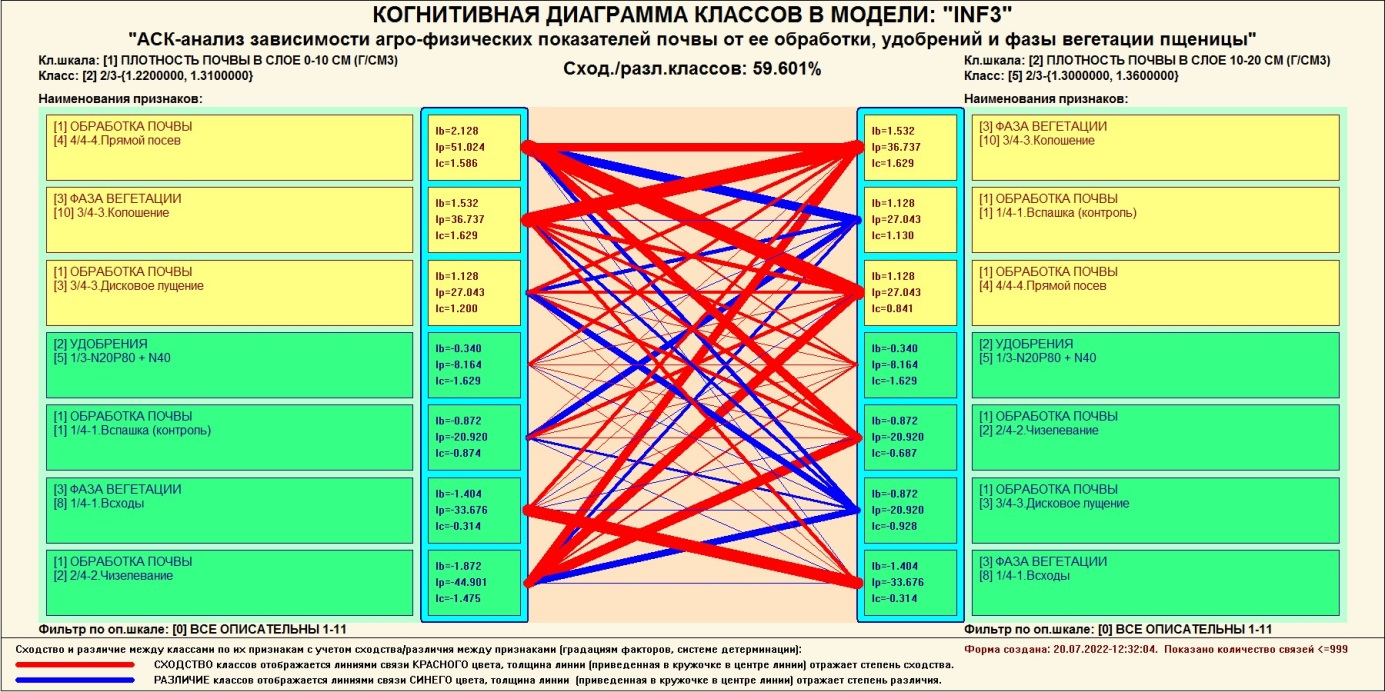 КОГНИТИВНАЯ ДИАГРАММА КЛАССОВ В МОДЕЛИ: "INF3"
"АСК-анализ зависимости агро-физических показателей почвы от ее обработки, удобрений и фазы вегетации пщеницы"
Кл.шкала: [1] ПЛОТНОСТЬ ПОЧВЫ В СЛОЕ 0-10 СМ (Г/СМ3)
Класс: [2] 2/3-{1.2200000, 1.3100000}
Сход./разл.классов: 59.601%
Кл.шкала: [2] ПЛОТНОСТЬ ПОЧВЫ В СЛОЕ 10-20 СМ (Г/СМ3)
Класс: [5] 2/3-{1.3000000, 1.3600000}
Наименования признаков:
[1] ОБРАБОТКА ПОЧВЫ
[4] 4/4-4.Прямой посев
[3] ФАЗА ВЕГЕТАЦИИ
[10] 3/4-3.Колошение
[1] ОБРАБОТКА ПОЧВЫ
[3] 3/4-3.Дисковое лущение
[2] УДОБРЕНИЯ
[5] 1/3-N20P80 + N40
[1] ОБРАБОТКА ПОЧВЫ
[1] 1/4-1.Вспашка (контроль)
[3] ФАЗА ВЕГЕТАЦИИ
[8] 1/4-1.Всходы
[1] ОБРАБОТКА ПОЧВЫ
[2] 2/4-2.Чизелевание
Ib=2.128
Ip=51.024
Ic=1.586
Ib=1.532
Ip=36.737
Ic=1.629
Ib=1.128
Ip=27.043
Ic=1.200
Ib=-0.340
Ip=-8.164
Ic=-1.629
Ib=-0.872
Ip=-20.920
Ic=-0.874
Ib=-1.404
Ip=-33.676
Ic=-0.314
Ib=-1.872
Ip=-44.901
Ic=-1.475
Ib=1.532
Ip=36.737
Ic=1.629
Ib=1.128
Ip=27.043
Ic=1.130
Ib=1.128
Ip=27.043
Ic=0.841
Ib=-0.340
Ip=-8.164
Ic=-1.629
Ib=-0.872
Ip=-20.920
Ic=-0.687
Ib=-0.872
Ip=-20.920
Ic=-0.928
Ib=-1.404
Ip=-33.676
Ic=-0.314
Наименования признаков:
[3] ФАЗА ВЕГЕТАЦИИ
[10] 3/4-3.Колошение
[1] ОБРАБОТКА ПОЧВЫ
[1] 1/4-1.Вспашка (контроль)
[1] ОБРАБОТКА ПОЧВЫ
[4] 4/4-4.Прямой посев
[2] УДОБРЕНИЯ
[5] 1/3-N20P80 + N40
[1] ОБРАБОТКА ПОЧВЫ
[2] 2/4-2.Чизелевание
[1] ОБРАБОТКА ПОЧВЫ
[3] 3/4-3.Дисковое лущение
[3] ФАЗА ВЕГЕТАЦИИ
[8] 1/4-1.Всходы
Фильтр по оп.шкале: [0] ВСЕ ОПИСАТЕЛЬНЫ 1-11
Фильтр по оп.шкале: [0] ВСЕ ОПИСАТЕЛЬНЫ 1-11
Сходство и различие между классами по их признакам с учетом сходства/различия между признаками (градациям факторов, системе детерминации):
Форма создана: 20.07.2022-12:32:04. Показано количество связей <=999
СХОДСТВО классов отображается линиями связи КРАСНОГО цвета, толщина линии (приведенная в кружочке в центре линии) отражает степень сходства.
РАЗЛИЧИЕ классов отображается линиями связи СИНЕГО цвета, толщина линии (приведенная в кружочке в центре линии) отражает степень различия.